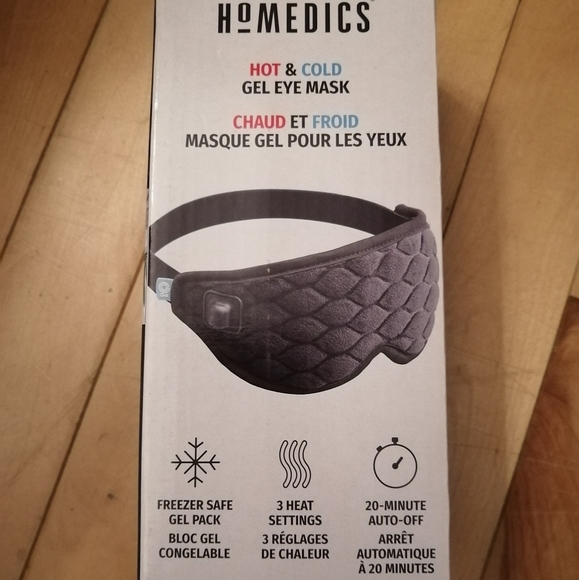 HOMEDICS
HOT & COLD
GEL EYE MASK
CHAUD ET FROID
MASQUE GEL POUR LES YEUX
FREEZER SAFE
GEL PACK
BLOC GEL
CONGELABLE
3 HEAT
SETTINGS
3 RÉGLAGES
DE CHALEUR
20-MINUTE
AUTO-OFF
ARRÊT
AUTOMATIQUE
À 20 MINUTES